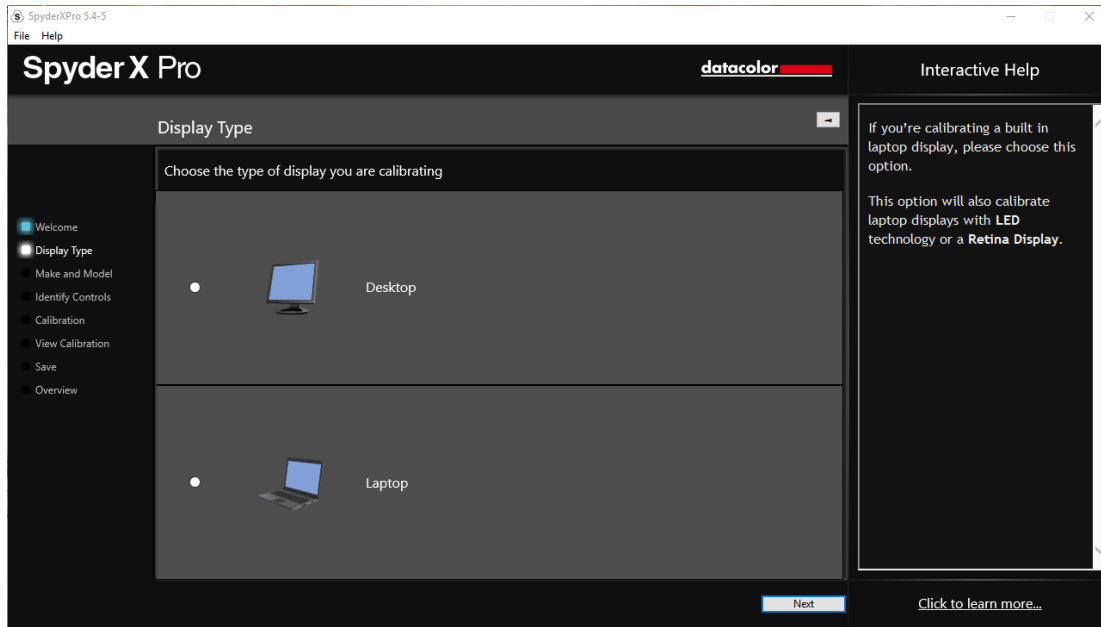 SpyderXPro 5.4-5
File Help
Spyder X Pro
datacolor
Interactive Help
Display Type
Choose the type of display you are calibrating
Welcome
Display Type
Make and Model
Identify Controls
Calibration
View Calibration
Save
Overview
Desktop
Laptop
If you're calibrating a built in
laptop display, please choose this
option.
This option will also calibrate
laptop displays with LED
technology or a Retina Display.
Next
Click to learn more...